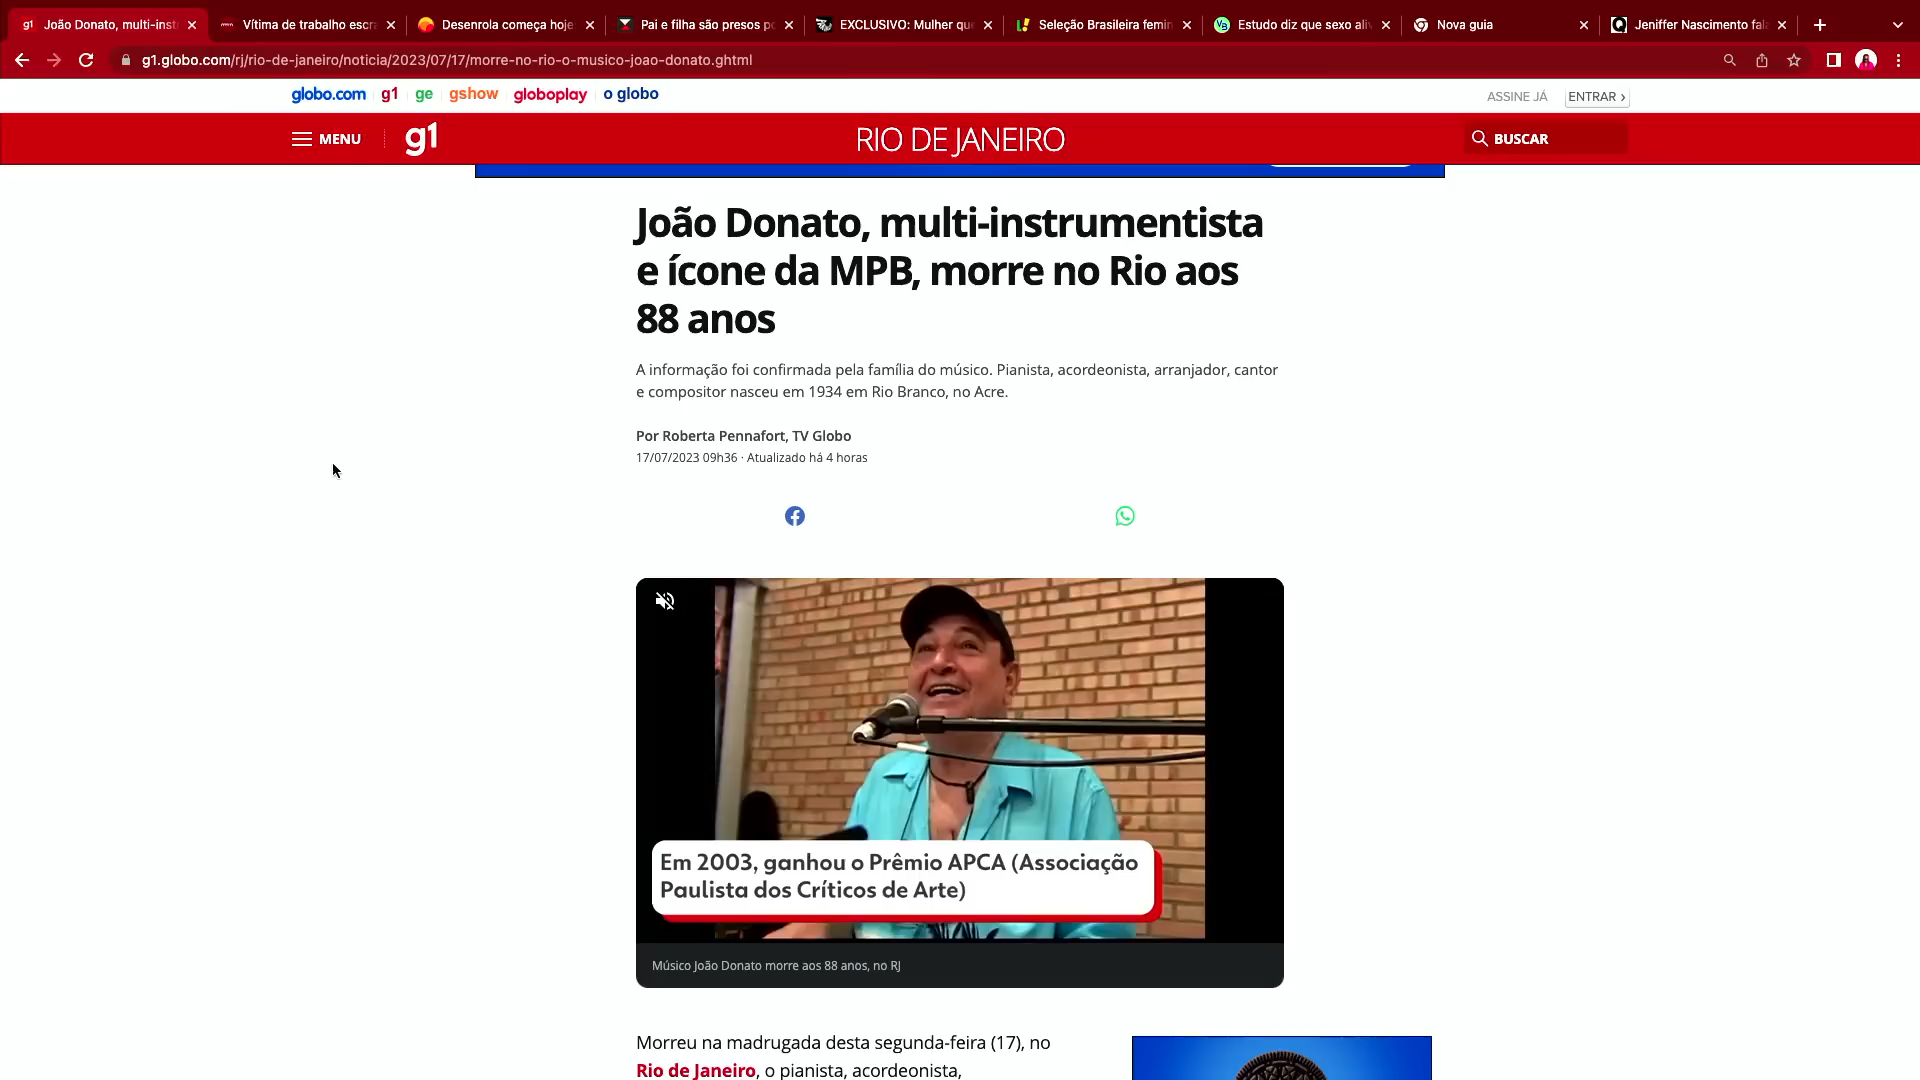 João Donato, multi-inst
Vítima de trabalho escr
Desenrola começa hoje
Pai e filha são presos p
EXCLUSIVO: Mulher qu
Seleção Brasileira femin
Estudo diz que sexo ali
Nova guia
Jeniffer Nascimento fal
g1.globo.com/rj/rio-de-janeiro/noticia/2023/07/17/morre-no-rio-o-musico-joao-donato.ghtml
globo.com g1 ge gshow globoplay o globo
ASSINE JÁ ENTRAR ›
MENU g1 RIO DE JANEIRO BUSCAR
João Donato, multi-instrumentista
e ícone da MPB, morre no Rio aos
88 anos
A informação foi confirmada pela família do músico. Pianista, acordeonista, arranjador, cantor
e compositor nasceu em 1934 em Rio Branco, no Acre.
Por Roberta Pennafort, TV Globo
17/07/2023 09h36 · Atualizado há 4 horas
Em 2003, ganhou o Prêmio APCA (Associação
Paulista dos Críticos de Arte)
Músico João Donato morre aos 88 anos, no RJ
Morreu na madrugada desta segunda-feira (17), no
Rio de Janeiro, o pianista, acordeonista,